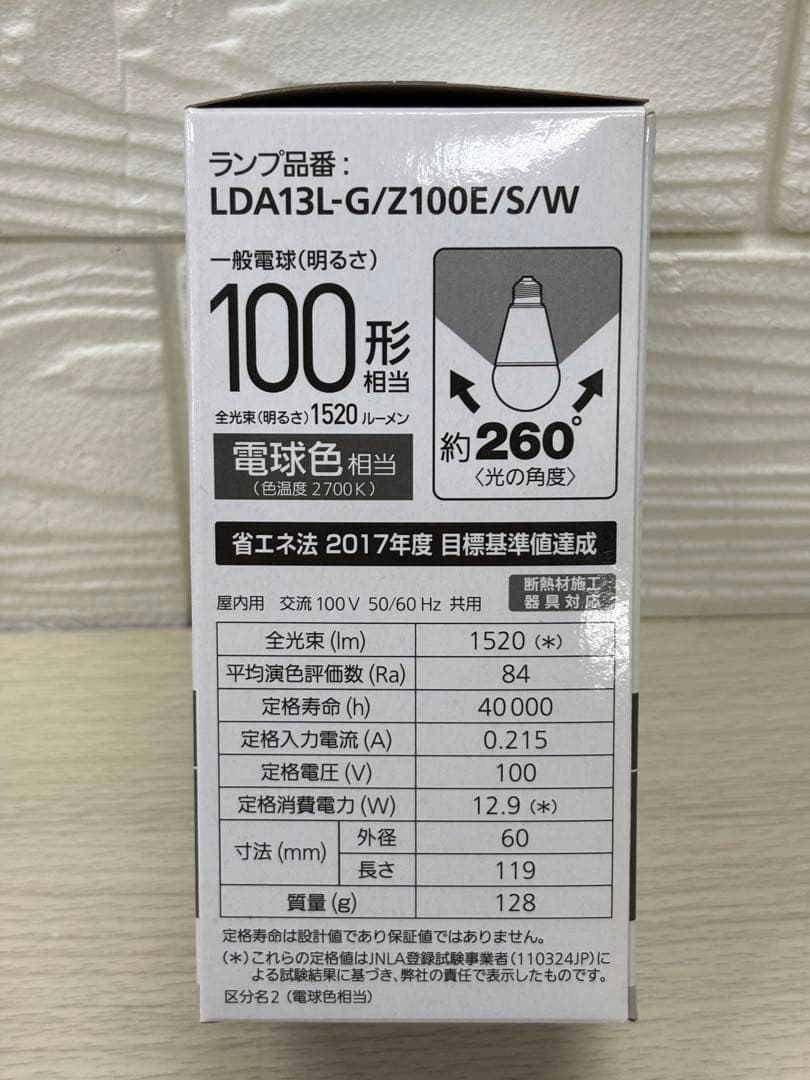 ランプ品番:
LDA13L-G/Z100E/S/W
一般電球(明るさ)
100形相当
全光束(明るさ)1520ルーメン
電球色相当
(色温度2700K)
約260°
〈光の角度〉
省エネ法 2017年度 目標基準値達成
屋内用 交流100V 50/60Hz 共用
断熱材施工
器具対応
全光束(lm) 1520(*)
平均演色評価数(Ra) 84
定格寿命(h) 40000
定格入力電流(A) 0.215
定格電圧(V) 100
定格消費電力(W) 12.9(*)
寸法(mm) 外径 60
長さ 119
質量(g) 128
定格寿命は設計値であり保証値ではありません。
(*)これらの定格値はJNLA登録試験事業者(110324JP)に
よる試験結果に基づき、弊社の責任で表示したものです。
区分名2(電球色相当)